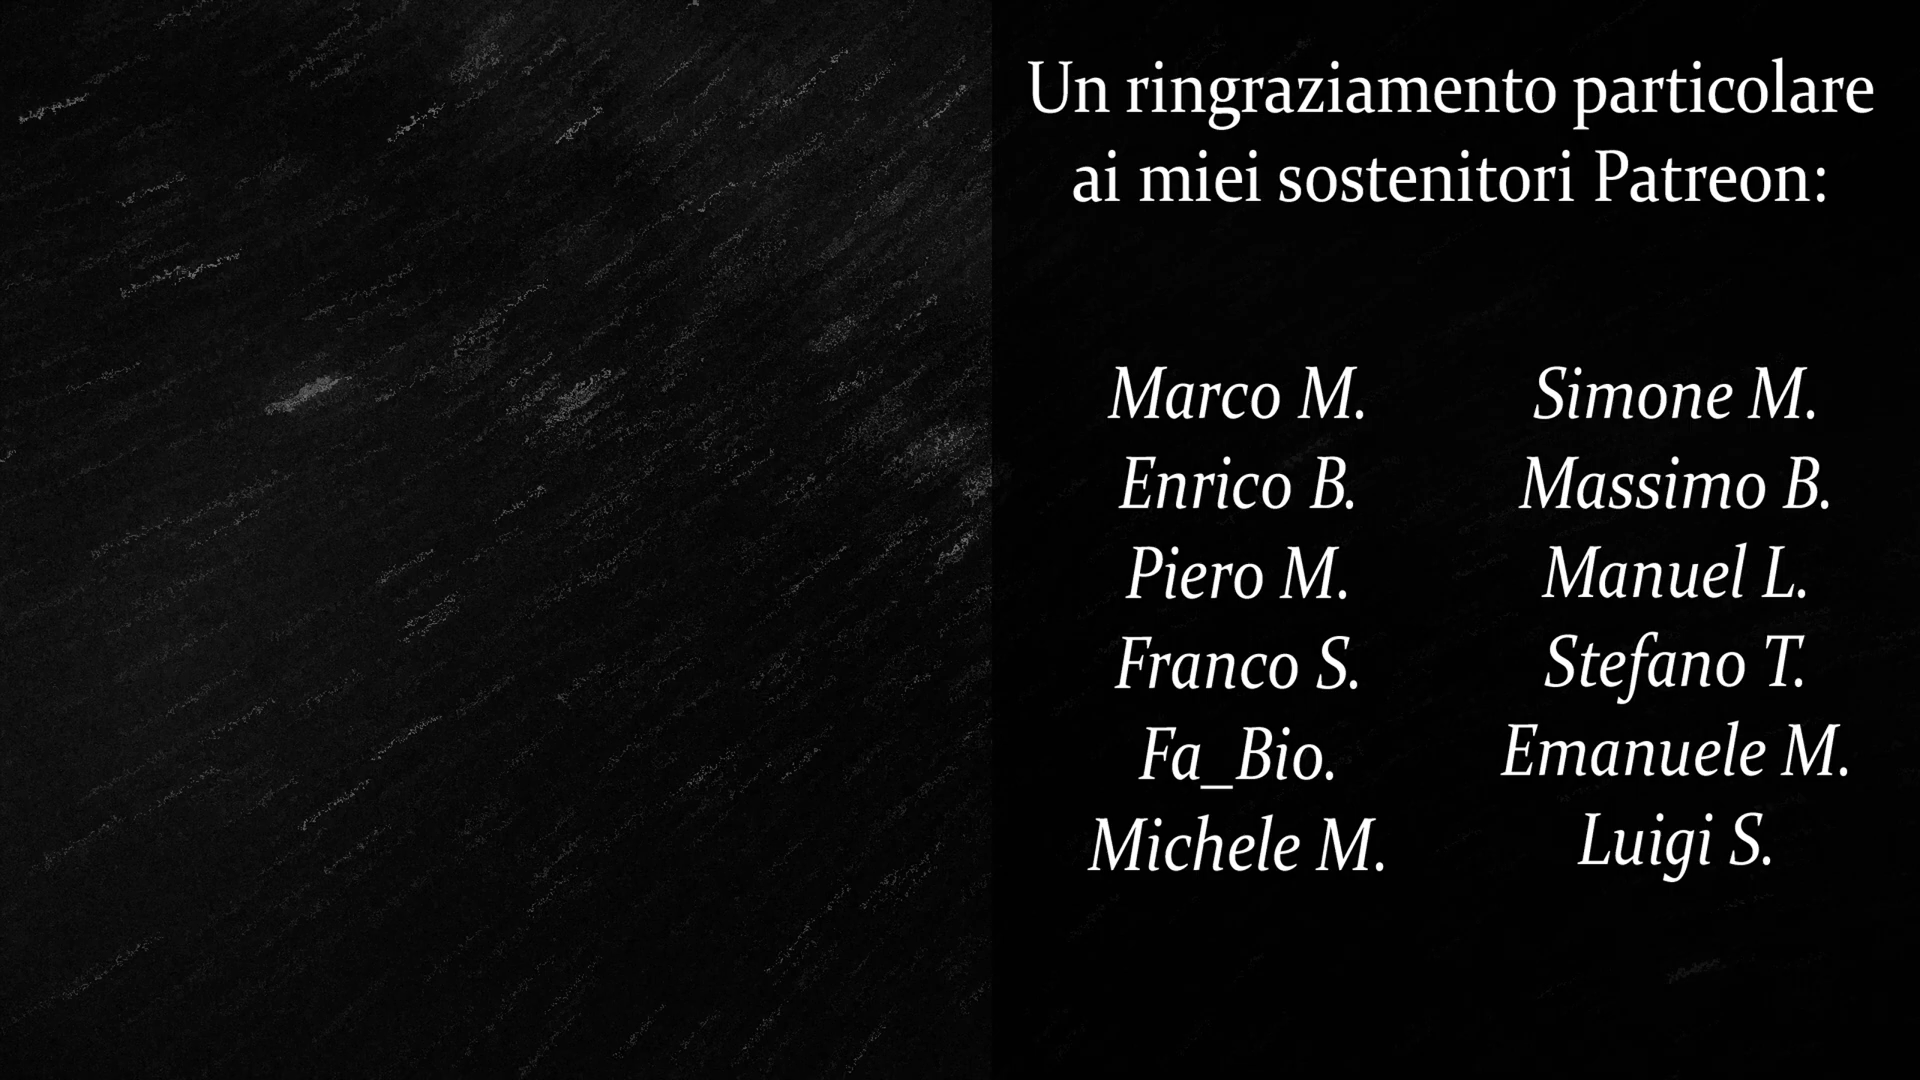 Un ringraziamento particolare
ai miei sostenitori Patreon:
Marco M.
Enrico B.
Piero M.
Franco S.
Fa_Bio.
Michele M.
Simone M.
Massimo B.
Manuel L.
Stefano T.
Emanuele M.
Luigi S.